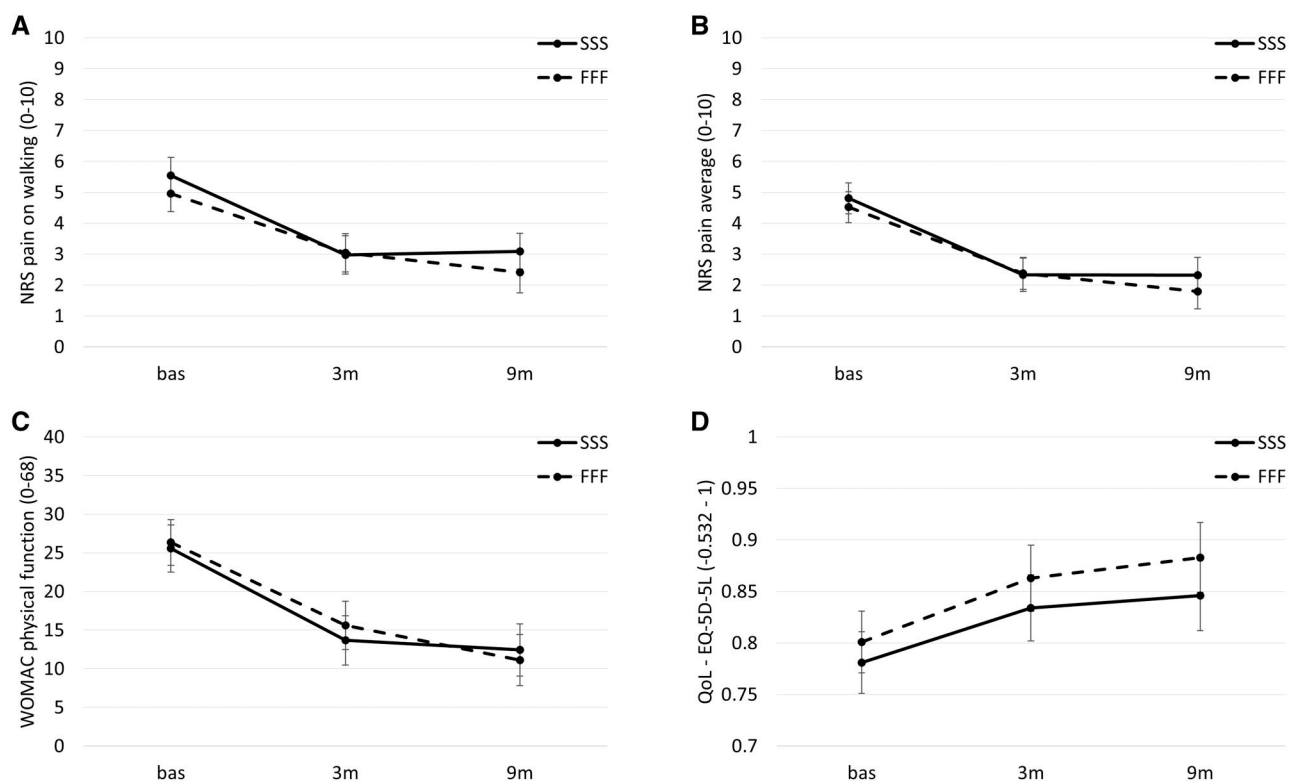 A
NRS pain on walking (0-10)
10
9
8
7
6
5
4
3
2
1
0
bas 3m 9m
SSS
FFF
B
NRS pain average (0-10)
10
9
8
7
6
5
4
3
2
1
0
bas 3m 9m
SSS
FFF
C
WOMAC physical function (0-68)
40
35
30
25
20
15
10
5
0
bas 3m 9m
SSS
FFF
D
QoL - EQ-5D-5L (-0.532 - 1)
1
0.95
0.9
0.85
0.8
0.75
0.7
bas 3m 9m
SSS
FFF